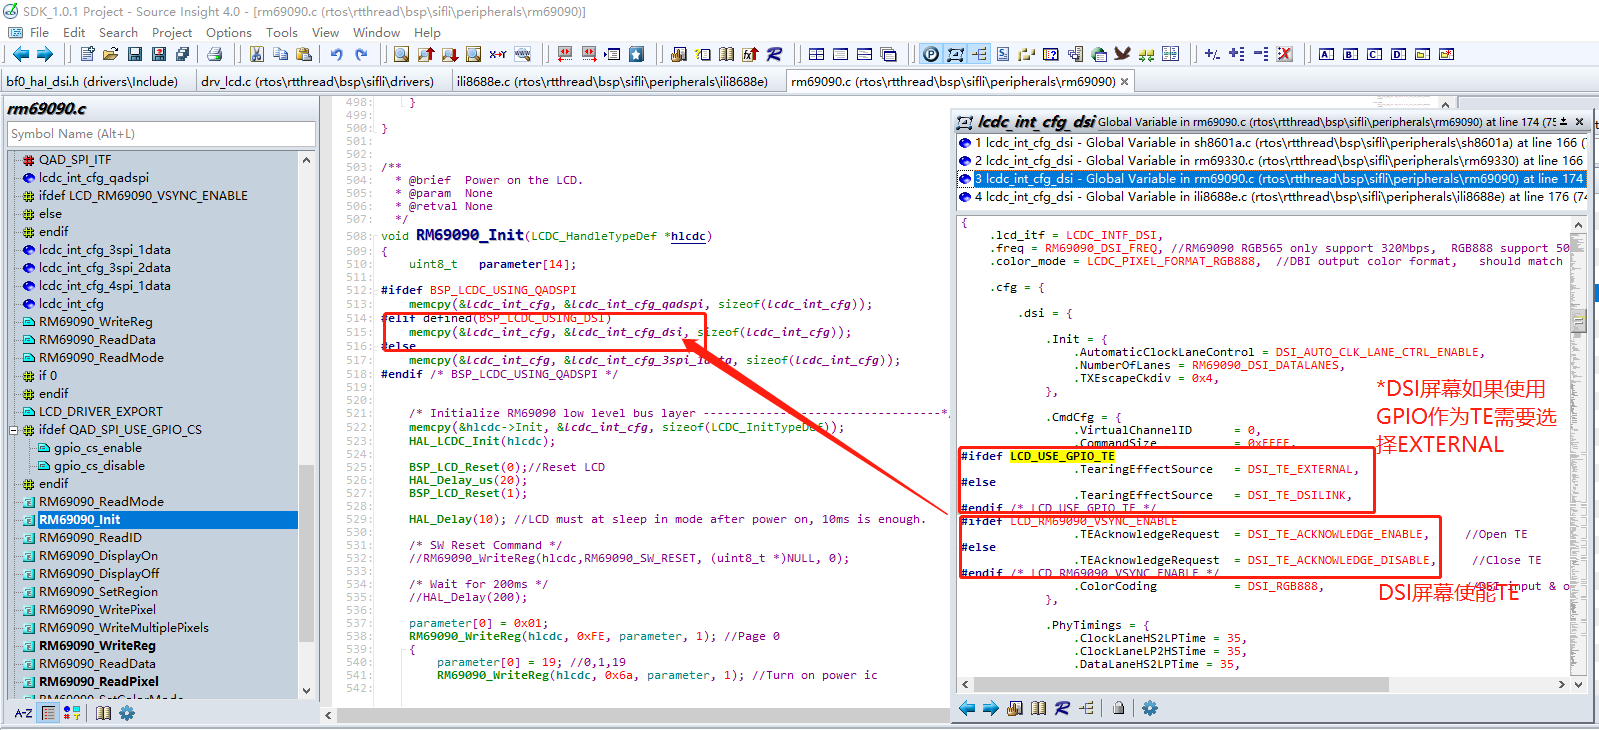 SDK_1.0.1 Project - Source Insight 4.0 - [rm69090.c (rtos\rtthread\bsp\sifli\peripherals\rm69090)]
File Edit Search Project Options Tools View Window Help
bf0_hal_dsi.h (drivers\Include) drv_lcd.c (rtos\rtthread\bsp\sifli\drivers) ili8688e.c (rtos\rtthread\bsp\sifli\peripherals\ili8688e) rm69090.c (rtos\rtthread\bsp\sifli\peripherals\rm69090)
rm69090.c
Symbol Name (Alt+L)
QAD_SPI_ITF
lcdc_int_cfg_qadspi
ifdef LCD_RM69090_VSYNC_ENABLE
else
endif
lcdc_int_cfg_3spi_1data
lcdc_int_cfg_3spi_2data
lcdc_int_cfg_4spi_1data
lcdc_int_cfg
RM69090_WriteReg
RM69090_ReadData
RM69090_ReadMode
if 0
endif
LCD_DRIVER_EXPORT
ifdef QAD_SPI_USE_GPIO_CS
gpio_cs_enable
gpio_cs_disable
endif
RM69090_ReadMode
RM69090_Init
RM69090_ReadID
RM69090_DisplayOn
RM69090_DisplayOff
RM69090_SetRegion
RM69090_WritePixel
RM69090_WriteMultiplePixels
RM69090_WriteReg
RM69090_ReadData
RM69090_ReadPixel
RM69090_SetColorMode
A-Z
498: }
499:
500: }
501:
502:
503: /**
504: * @brief Power on the LCD.
505: * @param None
506: * @retval None
507: */
508: void RM69090_Init(LCDC_HandleTypeDef *hlcdc)
509: {
510: uint8_t parameter[14];
511:
512: #ifdef BSP_LCDC_USING_QADSPI
513: memcpy(&lcdc_int_cfg, &lcdc_int_cfg_qadspi, sizeof(lcdc_int_cfg));
514: #elif defined(BSP_LCDC_USING_DSI)
515: memcpy(&lcdc_int_cfg, &lcdc_int_cfg_dsi, sizeof(lcdc_int_cfg));
516: #else
517: memcpy(&lcdc_int_cfg, &lcdc_int_cfg_3spi_1data, sizeof(lcdc_int_cfg));
518: #endif /* BSP_LCDC_USING_QADSPI */
519:
520:
521: /* Initialize RM69090 low level bus layer ----------------------------------*/
522: memcpy(&hlcdc->Init, &lcdc_int_cfg, sizeof(LCDC_InitTypeDef));
523: HAL_LCDC_Init(hlcdc);
524:
525: BSP_LCD_Reset(0);//Reset LCD
526: HAL_Delay_us(20);
527: BSP_LCD_Reset(1);
528:
529: HAL_Delay(10); //LCD must at sleep in mode after power on, 10ms is enough.
530:
531: /* SW Reset Command */
532: //RM69090_WriteReg(hlcdc,RM69090_SW_RESET, (uint8_t *)NULL, 0);
533:
534: /* Wait for 200ms */
535: //HAL_Delay(200);
536:
537: parameter[0] = 0x01;
538: RM69090_WriteReg(hlcdc, 0xFE, parameter, 1); //Page 0
539: {
540: parameter[0] = 19; //0,1,19
541: RM69090_WriteReg(hlcdc, 0x6a, parameter, 1); //Turn on power ic
542:
lcdc_int_cfg_dsi Global Variable in rm69090.c (rtos\rtthread\bsp\sifli\peripherals\rm69090) at line 174 (75
1 lcdc_int_cfg_dsi - Global Variable in sh8601a.c (rtos\rtthread\bsp\sifli\peripherals\sh8601a) at line 166 (
2 lcdc_int_cfg_dsi - Global Variable in rm69330.c (rtos\rtthread\bsp\sifli\peripherals\rm69330) at line 166
3 lcdc_int_cfg_dsi - Global Variable in rm69090.c (rtos\rtthread\bsp\sifli\peripherals\rm69090) at line 174
4 lcdc_int_cfg_dsi - Global Variable in ili8688e.c (rtos\rtthread\bsp\sifli\peripherals\ili8688e) at line 176 (74
{
.lcd_itf = LCDC_INTF_DSI,
.freq = RM69090_DSI_FREQ, //RM69090 RGB565 only support 320Mbps, RGB888 support 50
.color_mode = LCDC_PIXEL_FORMAT_RGB888, //DBI output color format, should match
.cfg = {
.dsi = {
.Init = {
.AutomaticClockLaneControl = DSI_AUTO_CLK_LANE_CTRL_ENABLE,
.NumberOfLanes = RM69090_DSI_DATALANES,
.TXEscapeCkdiv = 0x4,
},
.CmdCfg = {
.VirtualChannelID = 0,
.CommandSize = 0xFFFF,
#ifdef LCD_USE_GPIO_TE
.TearingEffectSource = DSI_TE_EXTERNAL,
#else
.TearingEffectSource = DSI_TE_DSILINK,
#endif /* LCD_USE_GPIO_TE */
#ifdef LCD_RM69090_VSYNC_ENABLE
.TEAcknowledgeRequest = DSI_TE_ACKNOWLEDGE_ENABLE, //Open TE
#else
.TEAcknowledgeRequest = DSI_TE_ACKNOWLEDGE_DISABLE, //Close TE
#endif /* LCD_RM69090_VSYNC_ENABLE */
.ColorCoding = DSI_RGB888, input & o
},
.PhyTimings = {
.ClockLaneHS2LPTime = 35,
.ClockLaneLP2HSTime = 35,
.DataLaneHS2LPTime = 35,
*DSI屏幕如果使用
GPIO作为TE需要选
择EXTERNAL
DSI屏幕使能TE